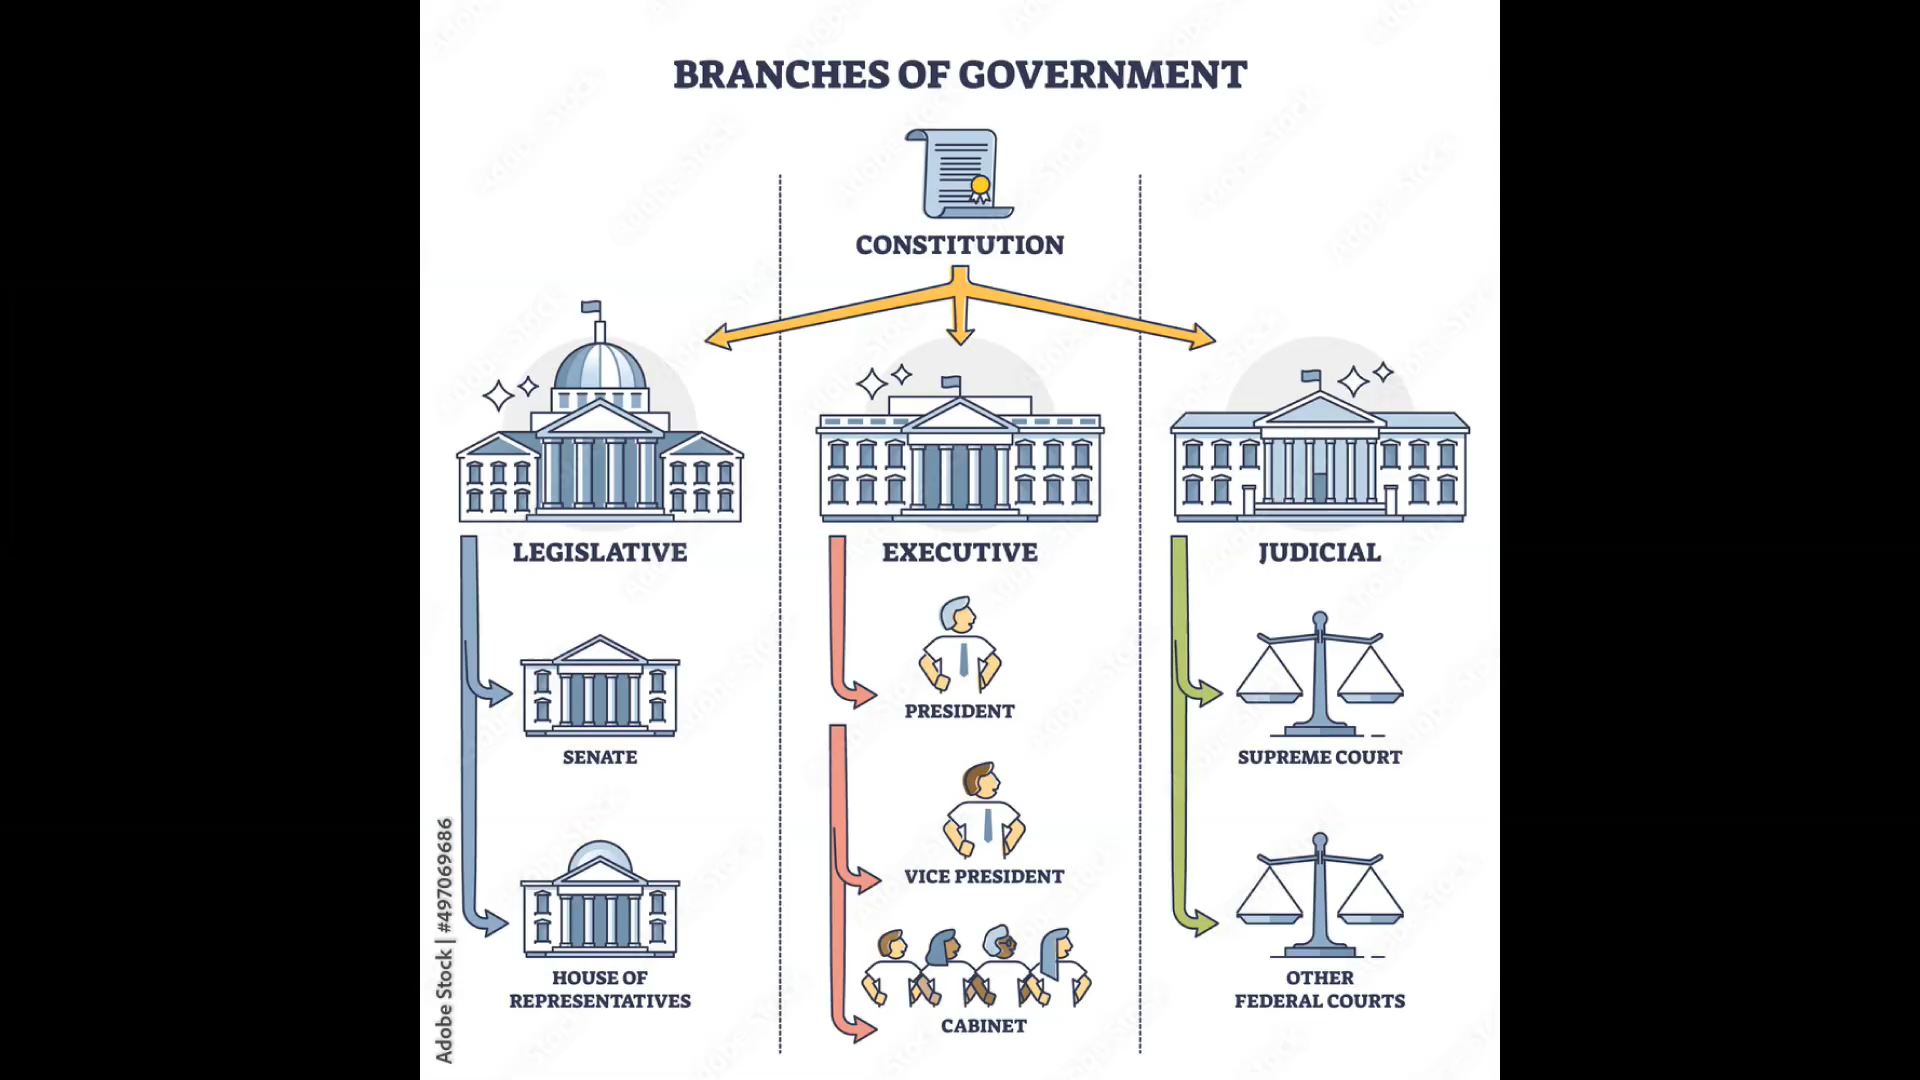 BRANCHES OF GOVERNMENT
CONSTITUTION
LEGISLATIVE
SENATE
HOUSE OF
REPRESENTATIVES
EXECUTIVE
PRESIDENT
VICE PRESIDENT
CABINET
JUDICIAL
SUPREME COURT
OTHER
FEDERAL COURTS
Adobe Stock | #497069686